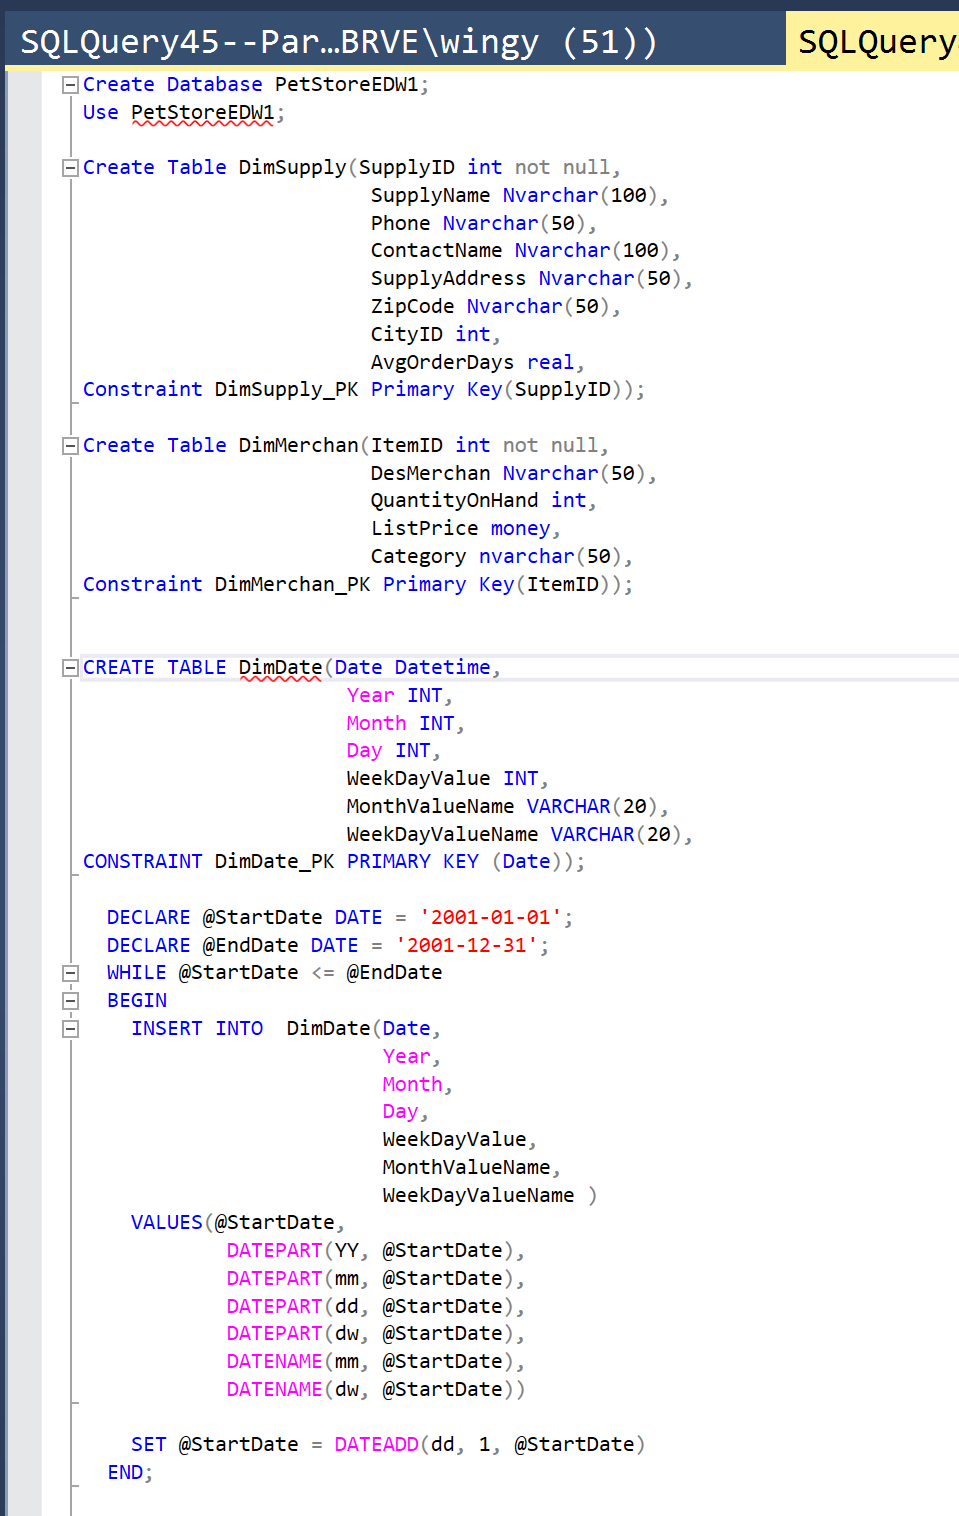 SQLQuery45--Par...BRVE\wingy (51))
SQLQuery
Create Database PetStoreEDW1;
Use PetStoreEDW1;
Create Table DimSupply(SupplyID int not null,
SupplyName Nvarchar(100),
Phone Nvarchar(50),
ContactName Nvarchar(100),
SupplyAddress Nvarchar(50),
ZipCode Nvarchar(50),
CityID int,
AvgOrderDays real,
Constraint DimSupply_PK Primary Key(SupplyID));
Create Table DimMerchan(ItemID int not null,
DesMerchan Nvarchar(50),
QuantityOnHand int,
ListPrice money,
Category nvarchar(50),
Constraint DimMerchan_PK Primary Key(ItemID));
CREATE TABLE DimDate(Date Datetime,
Year INT,
Month INT,
Day INT,
WeekDayValue INT,
MonthValueName VARCHAR(20),
WeekDayValueName VARCHAR(20),
CONSTRAINT DimDate_PK PRIMARY KEY (Date));
DECLARE @StartDate DATE = '2001-01-01';
DECLARE @EndDate DATE = '2001-12-31';
WHILE @StartDate <= @EndDate
BEGIN
INSERT INTO  DimDate(Date,
Year,
Month,
Day,
WeekDayValue,
MonthValueName,
WeekDayValueName )
VALUES(@StartDate,
DATEPART(YY, @StartDate),
DATEPART(mm, @StartDate),
DATEPART(dd, @StartDate),
DATEPART(dw, @StartDate),
DATENAME(mm, @StartDate),
DATENAME(dw, @StartDate))
SET @StartDate = DATEADD(dd, 1, @StartDate)
END;